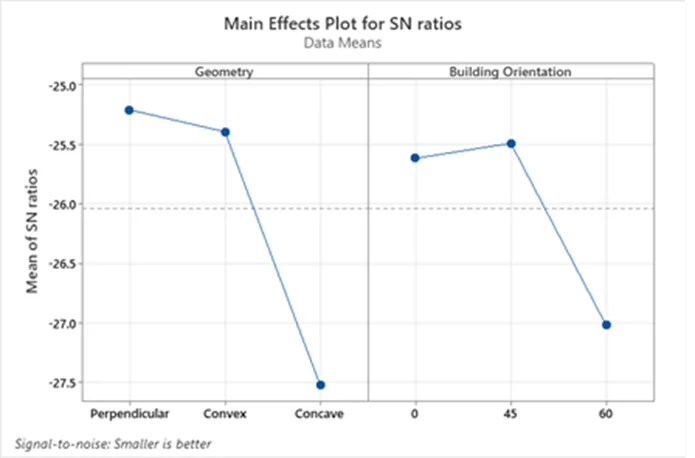 Main Effects Plot for SN ratios
Data Means
Geometry
Building Orientation
Mean of SN ratios
-25.0
-25.5
-26.0
-26.5
-27.0
-27.5
Perpendicular Convex Concave
0 45 60
Signal-to-noise: Smaller is better